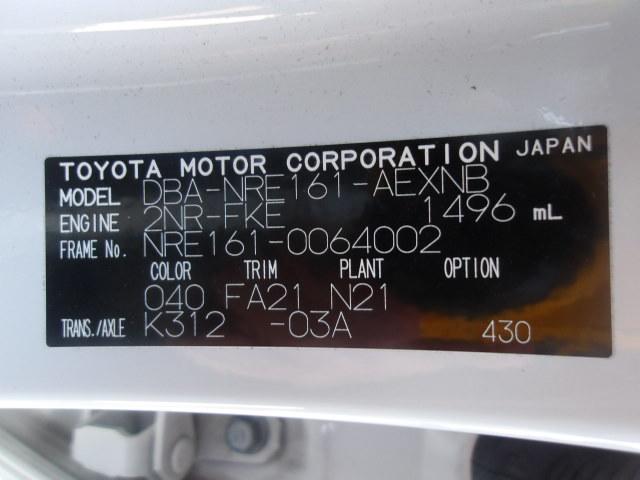 TOYOTA MOTOR CORPORATION JAPAN
MODEL DBA-NRE161-AEXNB
ENGINE 2NR-FKE 1496 mL
FRAME No. NRE161-0064002
COLOR TRIM PLANT OPTION
040 FA21 N21
TRANS./AXLE K312 -03A 430